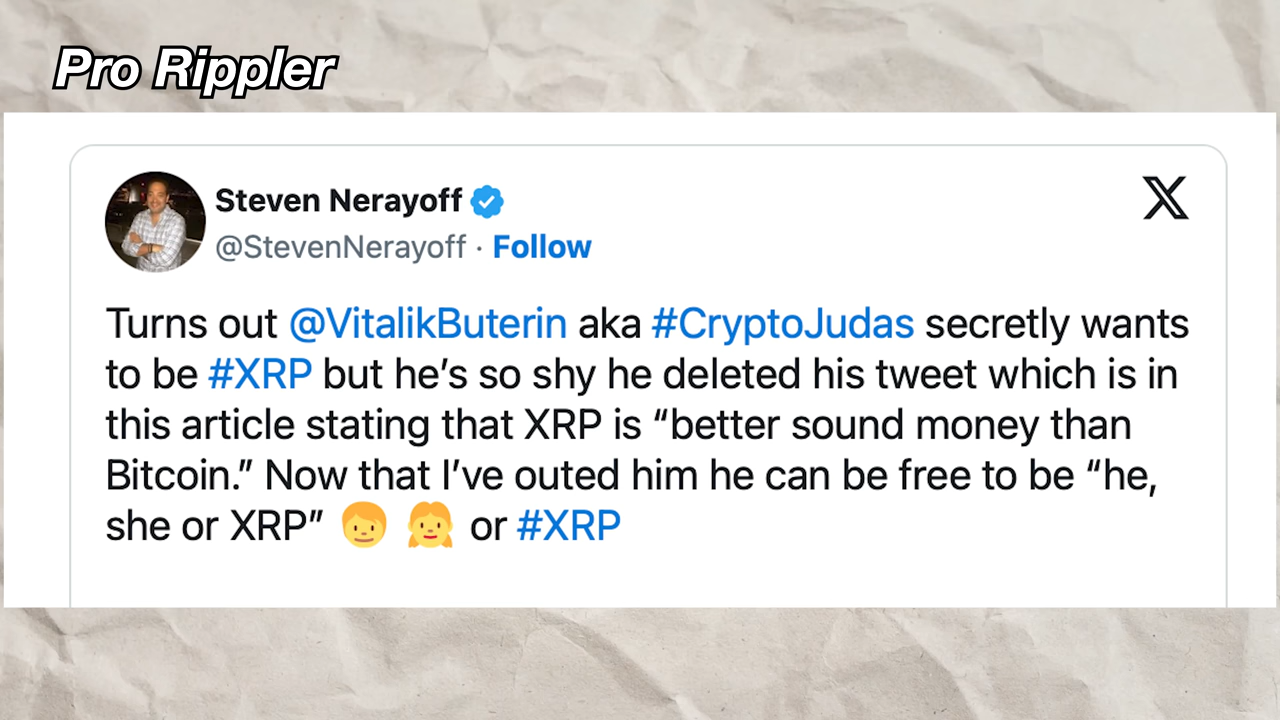 Pro Rippler
Steven Nerayoff
@StevenNerayoff · Follow
Turns out @VitalikButerin aka #CryptoJudas secretly wants
to be #XRP but he’s so shy he deleted his tweet which is in
this article stating that XRP is “better sound money than
Bitcoin.” Now that I’ve outed him he can be free to be “he,
she or XRP” 👦 👧 or #XRP